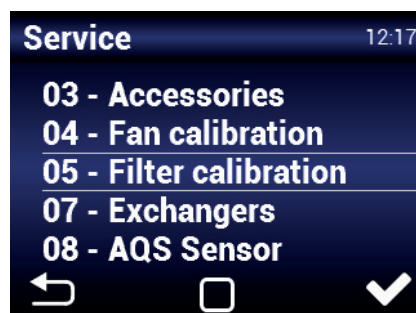 Service 12:17
03 - Accessories
04 - Fan calibration
05 - Filter calibration
07 - Exchangers
08 - AQS Sensor